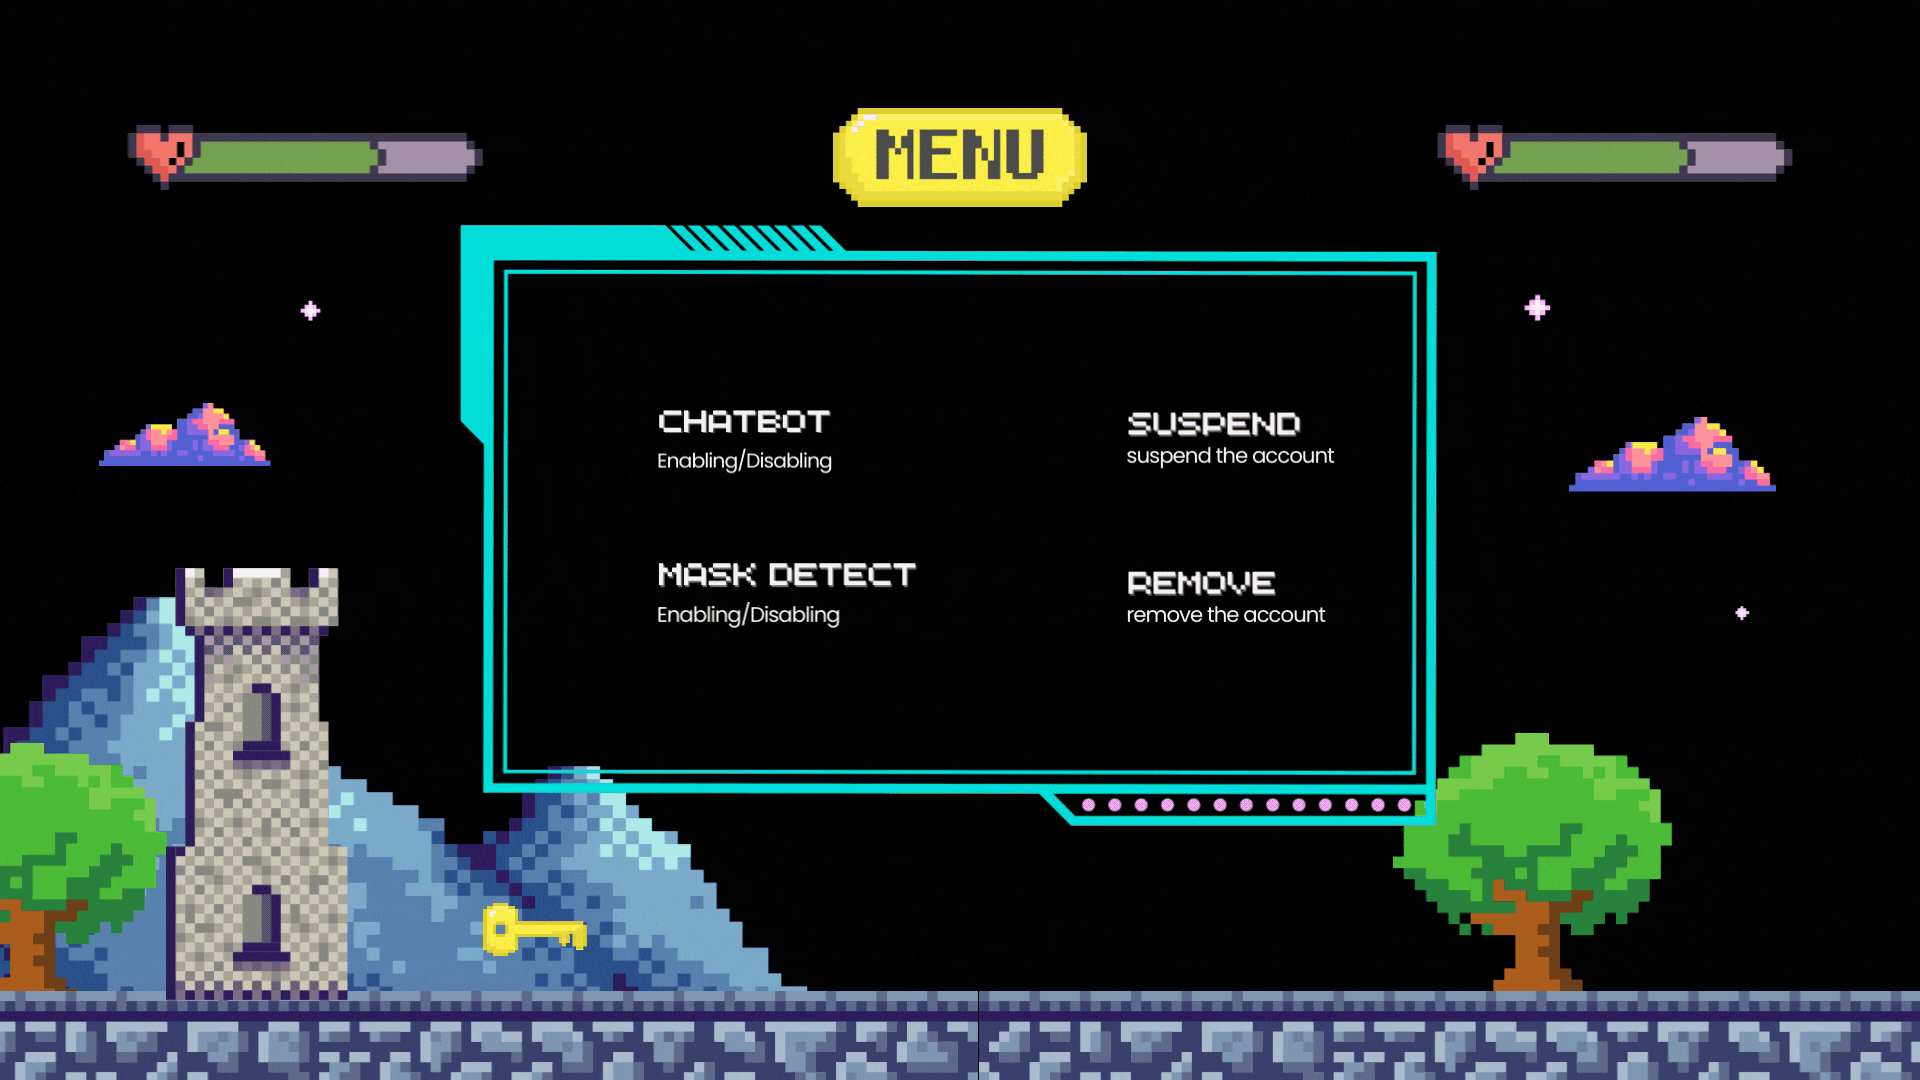 MENU
CHATBOT
Enabling/Disabling
SUSPEND
suspend the account
MASK DETECT
Enabling/Disabling
REMOVE
remove the account